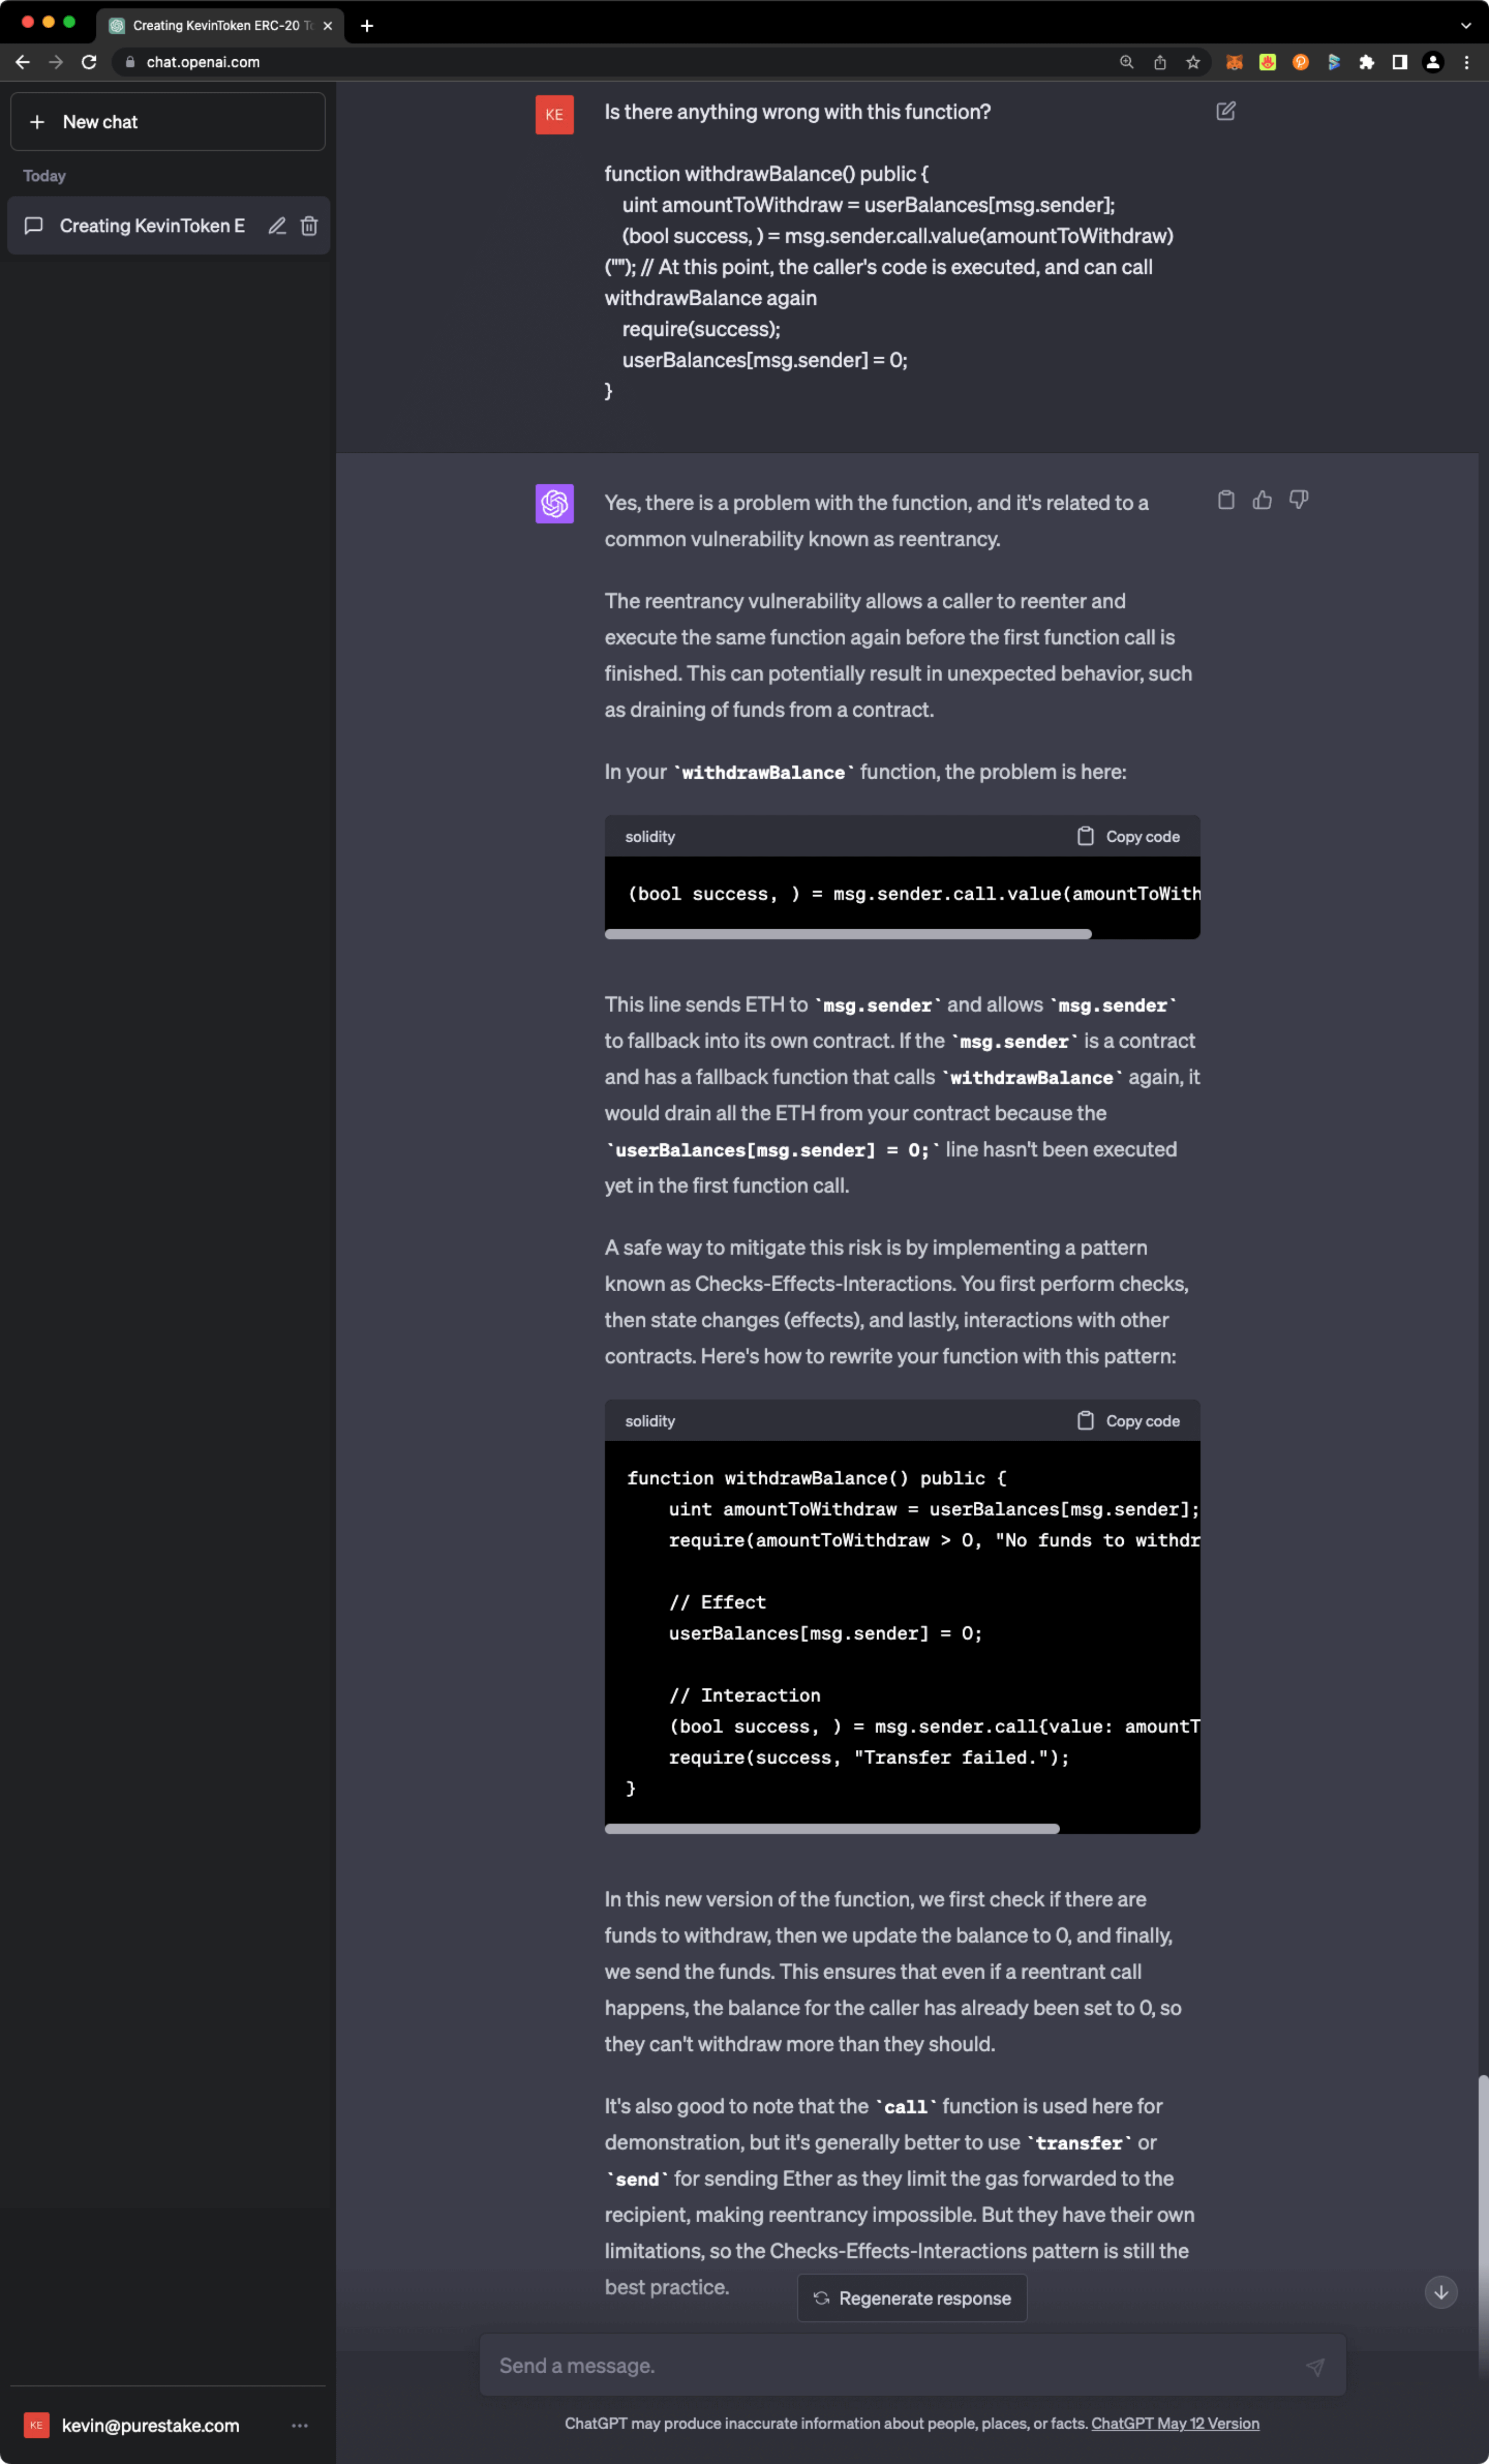 Creating KevinToken ERC-20 To
chat.openai.com
New chat
Today
Creating KevinToken E
KE
Is there anything wrong with this function?
function withdrawBalance() public {
uint amountToWithdraw = userBalances[msg.sender];
(bool success, ) = msg.sender.call.value(amountToWithdraw)
(""); // At this point, the caller's code is executed, and can call
withdrawBalance again
require(success);
userBalances[msg.sender] = 0;
}
Yes, there is a problem with the function, and it's related to a
common vulnerability known as reentrancy.
The reentrancy vulnerability allows a caller to reenter and
execute the same function again before the first function call is
finished. This can potentially result in unexpected behavior, such
as draining of funds from a contract.
In your `withdrawBalance` function, the problem is here:
solidity Copy code
(bool success, ) = msg.sender.call.value(amountToWith
This line sends ETH to `msg.sender` and allows `msg.sender`
to fallback into its own contract. If the `msg.sender` is a contract
and has a fallback function that calls `withdrawBalance` again, it
would drain all the ETH from your contract because the
`userBalances[msg.sender] = 0;` line hasn't been executed
yet in the first function call.
A safe way to mitigate this risk is by implementing a pattern
known as Checks-Effects-Interactions. You first perform checks,
then state changes (effects), and lastly, interactions with other
contracts. Here's how to rewrite your function with this pattern:
solidity Copy code
function withdrawBalance() public {
uint amountToWithdraw = userBalances[msg.sender];
require(amountToWithdraw > 0, "No funds to withdr
// Effect
userBalances[msg.sender] = 0;
// Interaction
(bool success, ) = msg.sender.call{value: amountT
require(success, "Transfer failed.");
}
In this new version of the function, we first check if there are
funds to withdraw, then we update the balance to 0, and finally,
we send the funds. This ensures that even if a reentrant call
happens, the balance for the caller has already been set to 0, so
they can't withdraw more than they should.
It's also good to note that the `call` function is used here for
demonstration, but it's generally better to use `transfer` or
`send` for sending Ether as they limit the gas forwarded to the
recipient, making reentrancy impossible. But they have their own
limitations, so the Checks-Effects-Interactions pattern is still the
best practice.
Regenerate response
Send a message.
KE kevin@purestake.com
ChatGPT may produce inaccurate information about people, places, or facts. ChatGPT May 12 Version